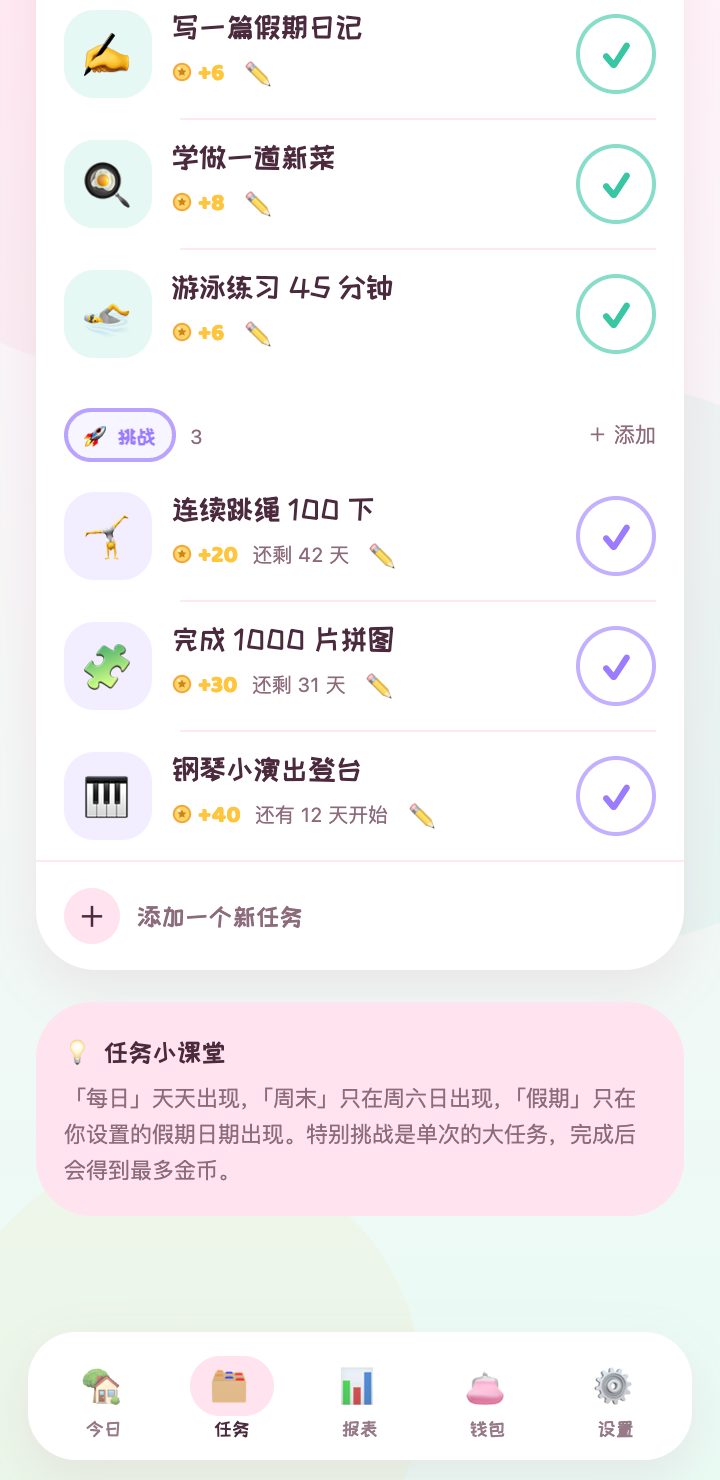 写一篇假期日记
+6
学做一道新菜
+8
游泳练习 45 分钟
+6
挑战 3 + 添加
连续跳绳 100 下
+20 还剩 42 天
完成 1000 片拼图
+30 还剩 31 天
钢琴小演出登台
+40 还有 12 天开始
+ 添加一个新任务
任务小课堂
「每日」天天出现，「周末」只在周六日出现，「假期」只在
你设置的假期日期出现。特别挑战是单次的大任务，完成后
会得到最多金币。
今日 任务 报表 钱包 设置